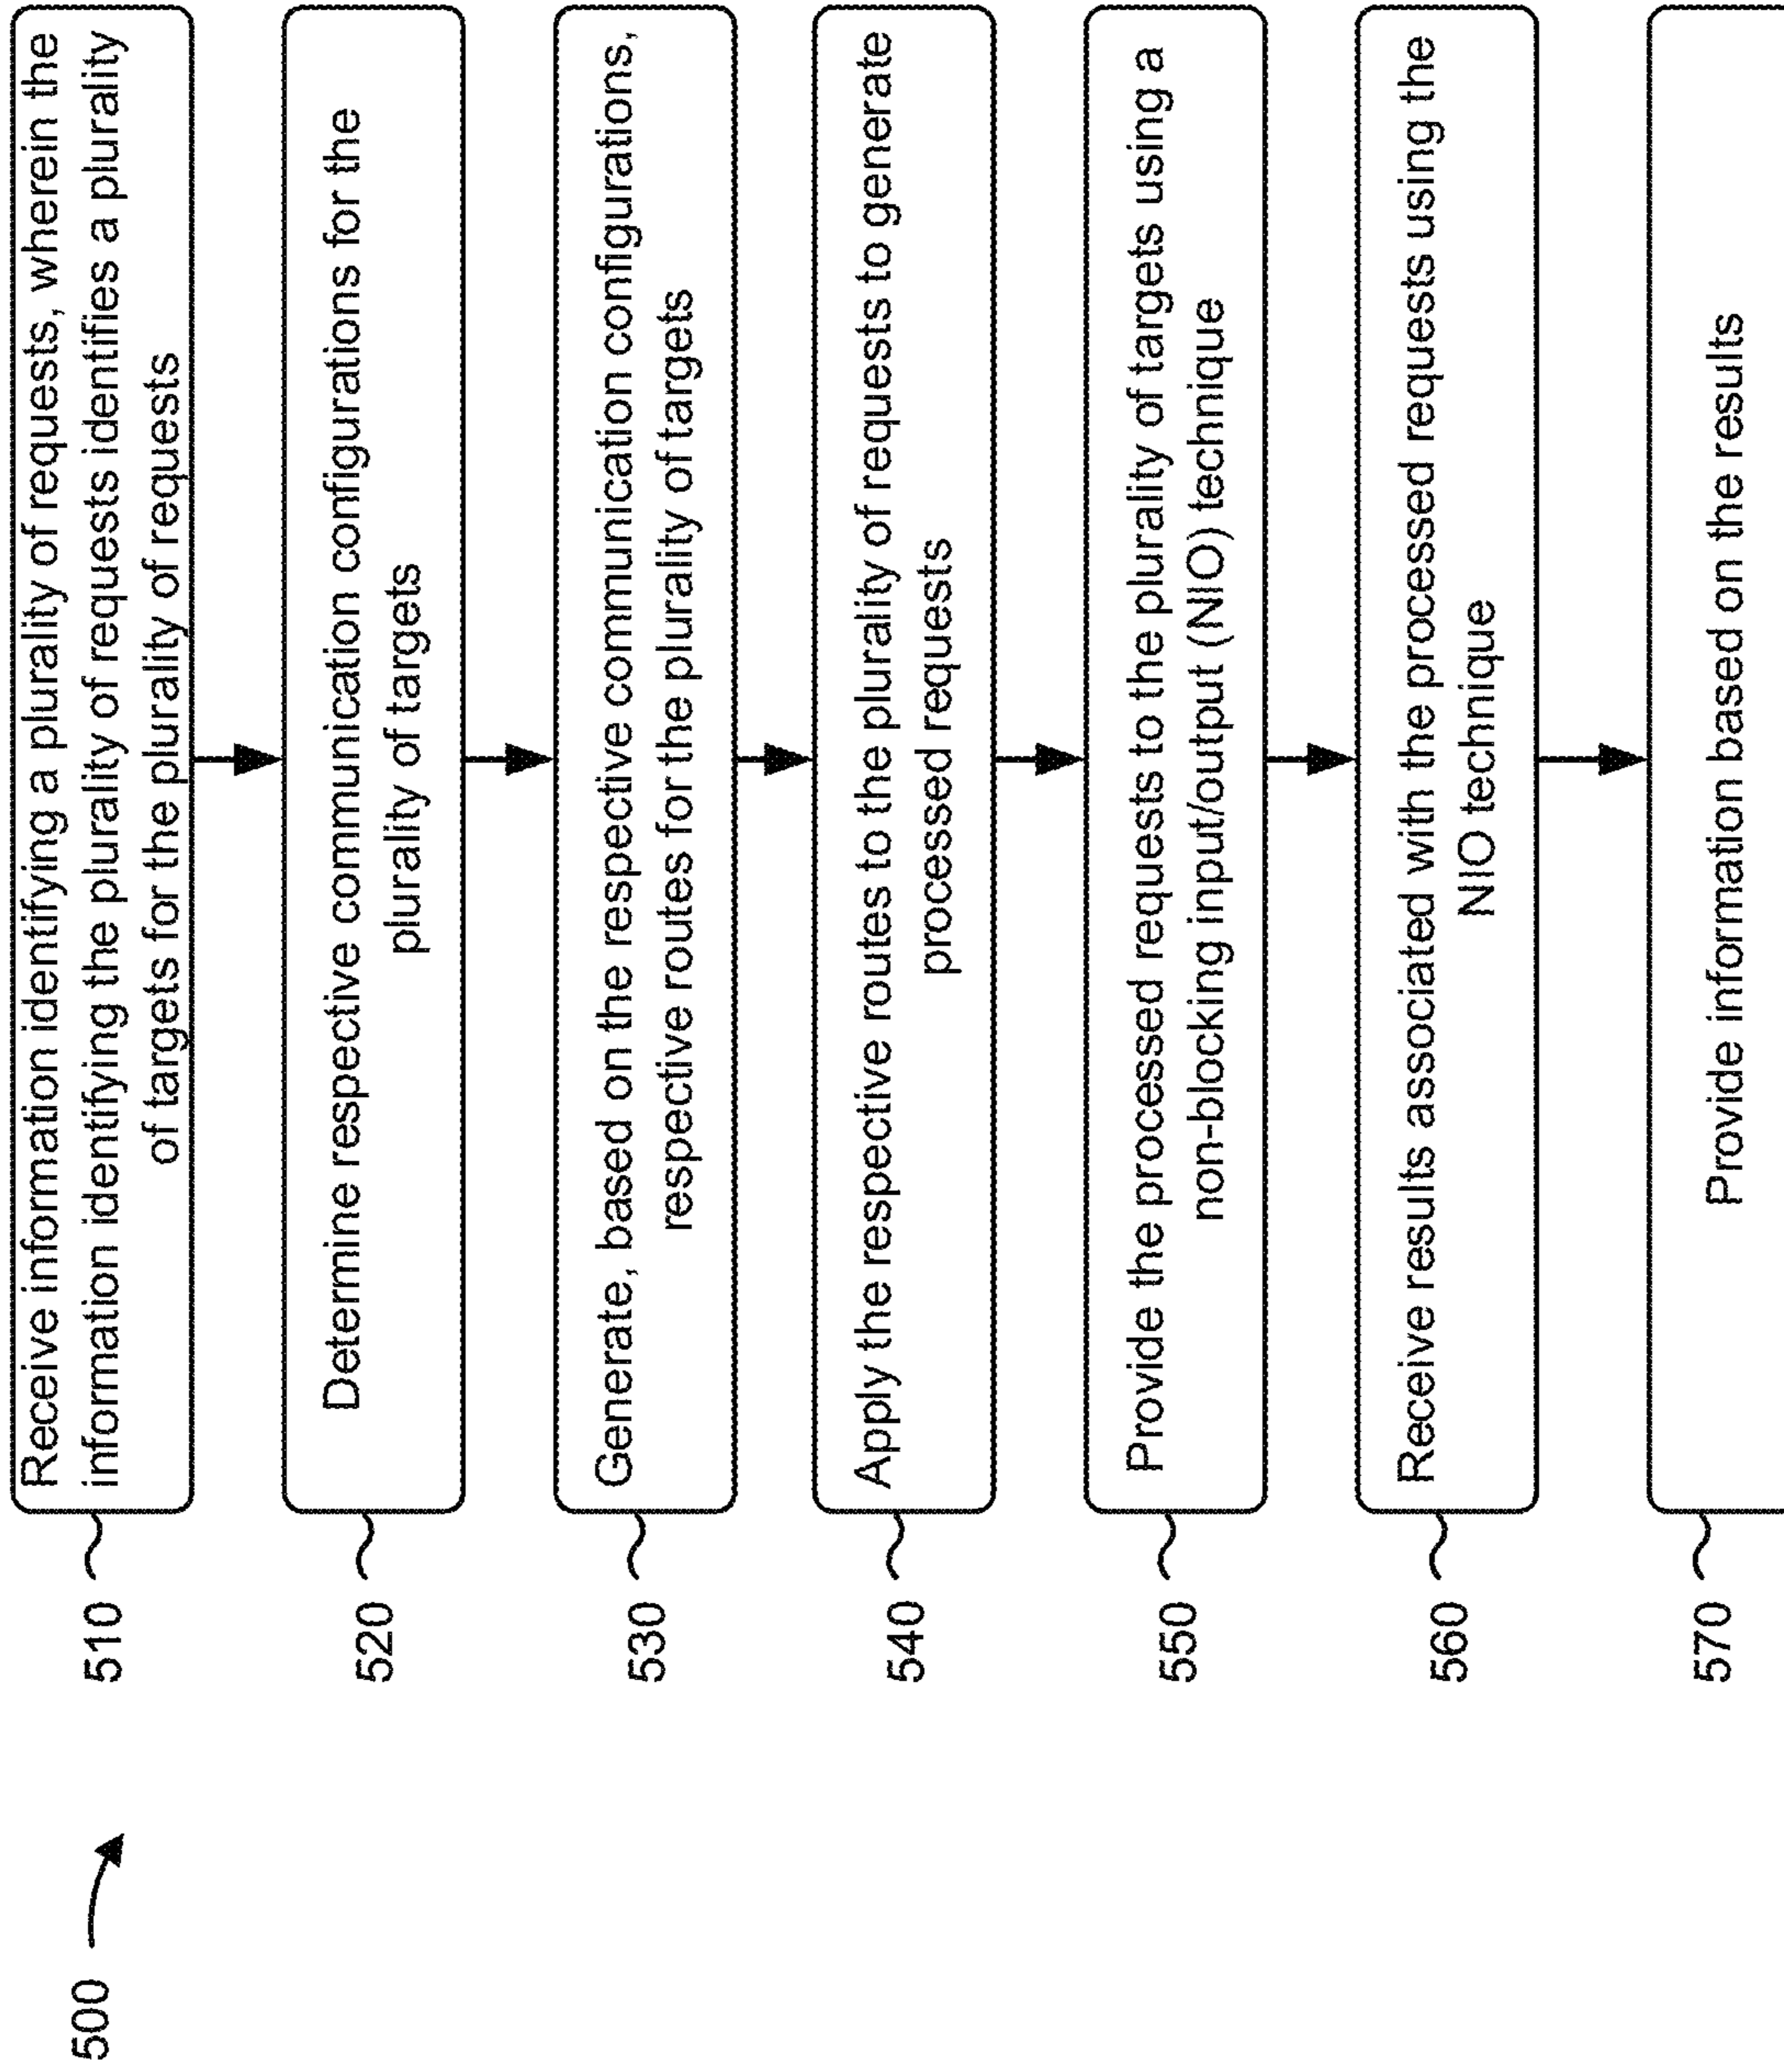 500
510
Receive information identifying a plurality of requests, wherein the
information identifying the plurality of requests identifies a plurality
of targets for the plurality of requests
520
Determine respective communication configurations for the
plurality of targets
530
Generate, based on the respective communication configurations,
respective routes for the plurality of targets
540
Apply the respective routes to the plurality of requests to generate
processed requests
550
Provide the processed requests to the plurality of targets using a
non-blocking input/output (NIO) technique
560
Receive results associated with the processed requests using the
NIO technique
570
Provide information based on the results